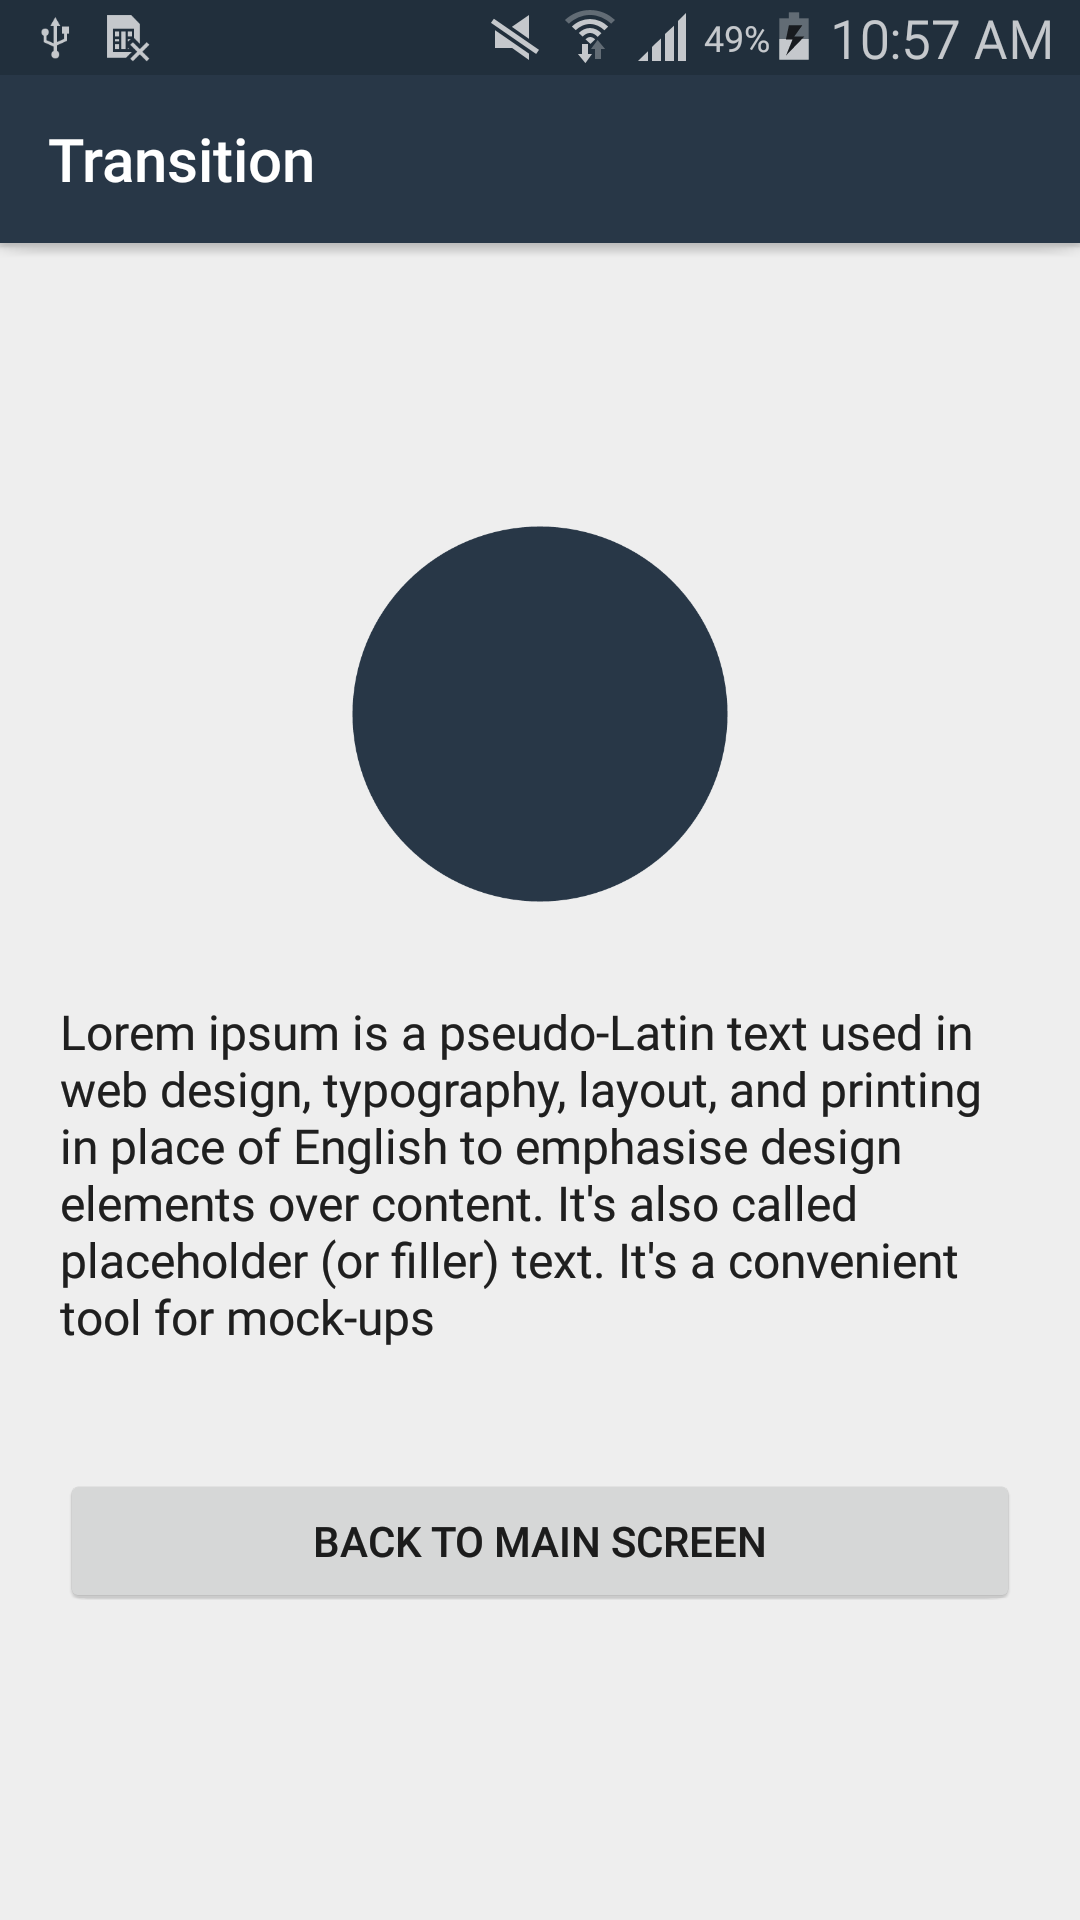 49% 10:57 AM
Transition
Lorem ipsum is a pseudo-Latin text used in
web design, typography, layout, and printing
in place of English to emphasise design
elements over content. It's also called
placeholder (or filler) text. It's a convenient
tool for mock-ups
BACK TO MAIN SCREEN